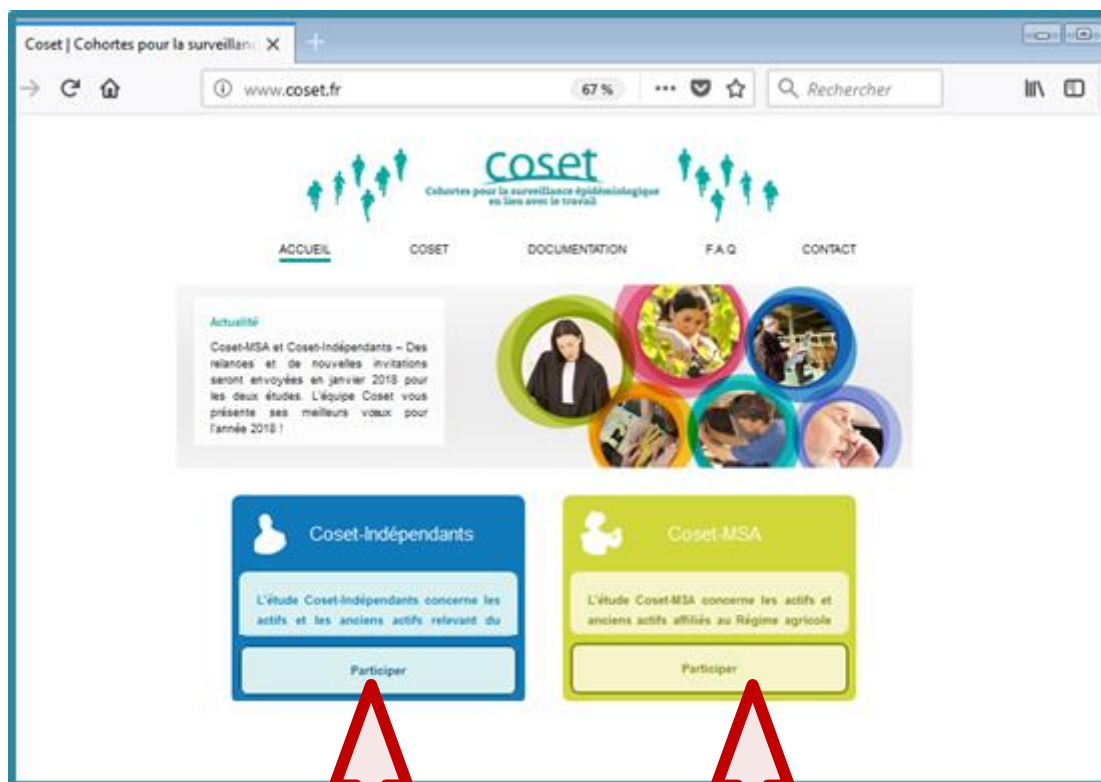 Coset | Cohortes pour la surveillanc
www.coset.fr
67 %
Rechercher
coset
Cohortes pour la surveillance épidémiologique
en lien avec le travail
ACCUEIL COSET DOCUMENTATION F.A.Q CONTACT
Actualité
Coset-MSA et Coset-Indépendants – Des
relances et de nouvelles invitations
seront envoyées en janvier 2018 pour
les deux études. L'équipe Coset vous
présente ses meilleurs vœux pour
l'année 2018 !
Coset-Indépendants
L'étude Coset-Indépendants concerne les
actifs et les anciens actifs relevant du
Participer
Coset-MSA
L'étude Coset-MSA concerne les actifs et
anciens actifs affiliés au Régime agricole
Participer